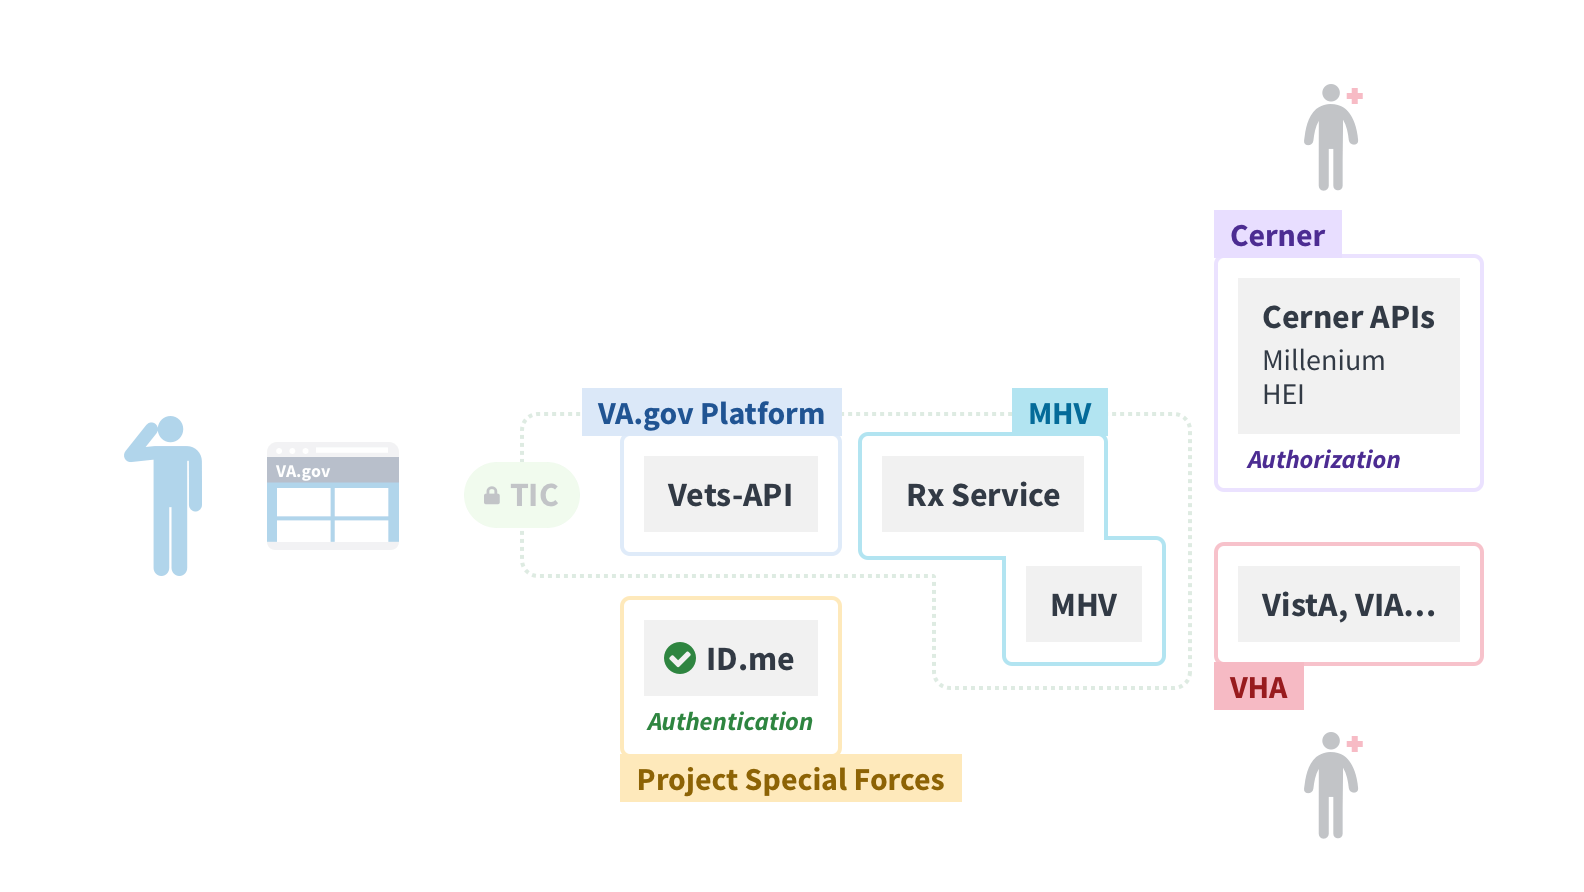 VA.gov
TIC
VA.gov Platform
Vets-API
MHV
Rx Service
MHV
ID.me
Authentication
Project Special Forces
Cerner
Cerner APIs
Millenium
HEI
Authorization
VistA, VIA...
VHA